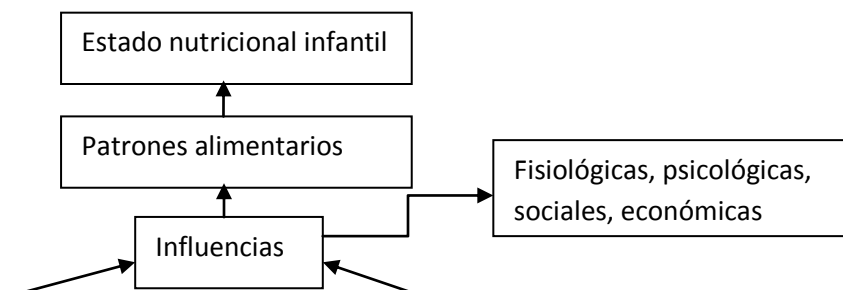 Estado nutricional infantil
Patrones alimentarios
Fisiológicas, psicológicas,
sociales, económicas
Influencias